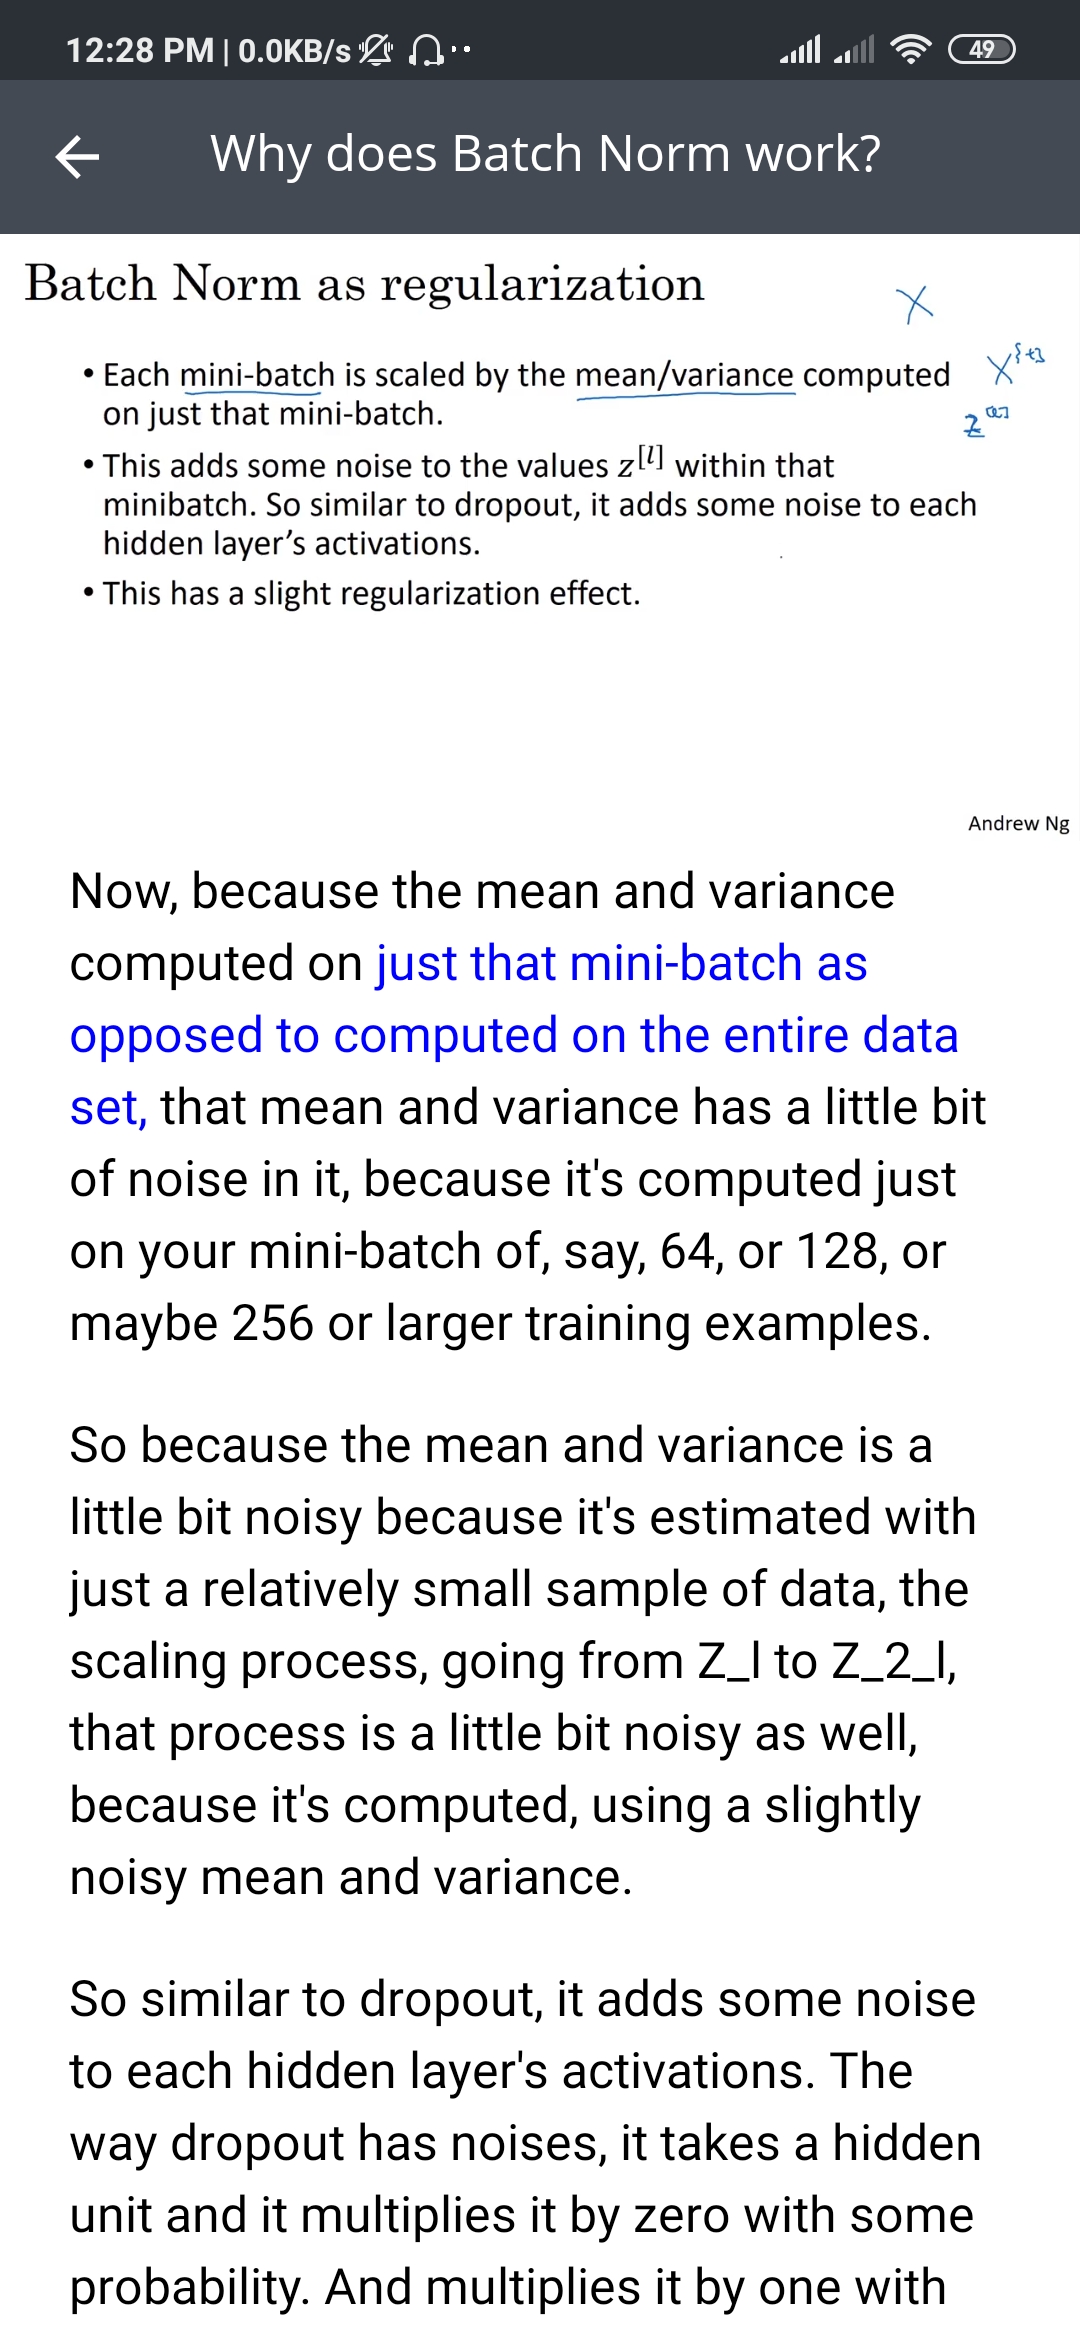 12:28 PM | 0.0KB/s
49
Why does Batch Norm work?
Batch Norm as regularization
X
• Each mini-batch is scaled by the mean/variance computed
X^{t}
on just that mini-batch.
z^[l]
• This adds some noise to the values z^[l] within that
minibatch. So similar to dropout, it adds some noise to each
hidden layer’s activations.
• This has a slight regularization effect.
Andrew Ng
Now, because the mean and variance
computed on just that mini-batch as
opposed to computed on the entire data
set, that mean and variance has a little bit
of noise in it, because it's computed just
on your mini-batch of, say, 64, or 128, or
maybe 256 or larger training examples.
So because the mean and variance is a
little bit noisy because it's estimated with
just a relatively small sample of data, the
scaling process, going from Z_l to Z_2_l,
that process is a little bit noisy as well,
because it's computed, using a slightly
noisy mean and variance.
So similar to dropout, it adds some noise
to each hidden layer's activations. The
way dropout has noises, it takes a hidden
unit and it multiplies it by zero with some
probability. And multiplies it by one with